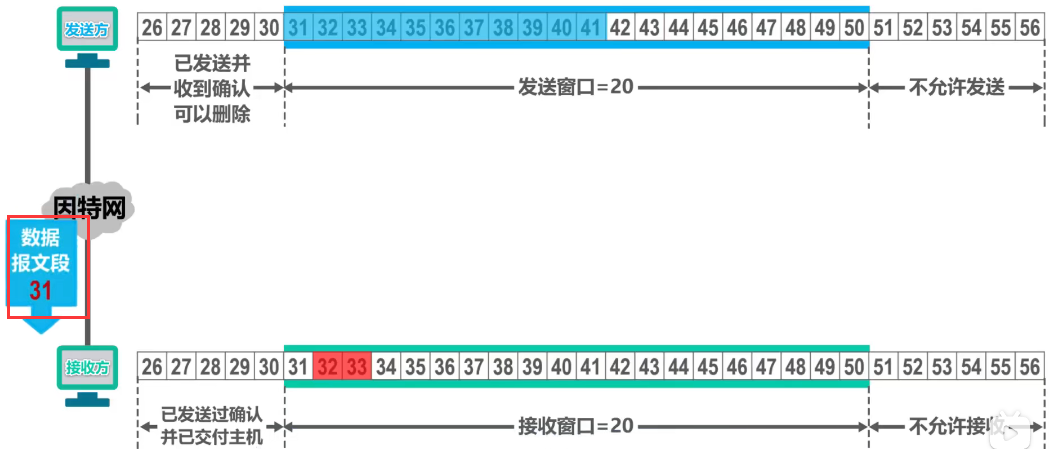 发送方
26 27 28 29 30 31 32 33 34 35 36 37 38 39 40 41 42 43 44 45 46 47 48 49 50 51 52 53 54 55 56
已发送并
收到确认
可以删除
发送窗口=20
不允许发送
因特网
数据
报文段
31
接收方
26 27 28 29 30 31 32 33 34 35 36 37 38 39 40 41 42 43 44 45 46 47 48 49 50 51 52 53 54 55 56
已发送过确认
并已交付主机
接收窗口=20
不允许接收